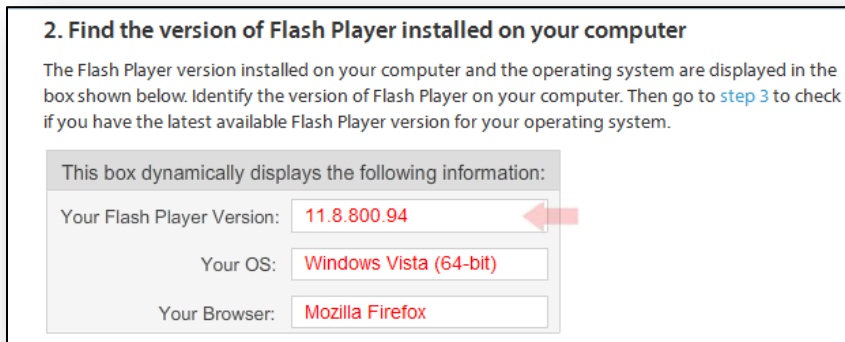 2. Find the version of Flash Player installed on your computer
The Flash Player version installed on your computer and the operating system are displayed in the
box shown below. Identify the version of Flash Player on your computer. Then go to step 3 to check
if you have the latest available Flash Player version for your operating system.
This box dynamically displays the following information:
Your Flash Player Version: 11.8.800.94
Your OS: Windows Vista (64-bit)
Your Browser: Mozilla Firefox